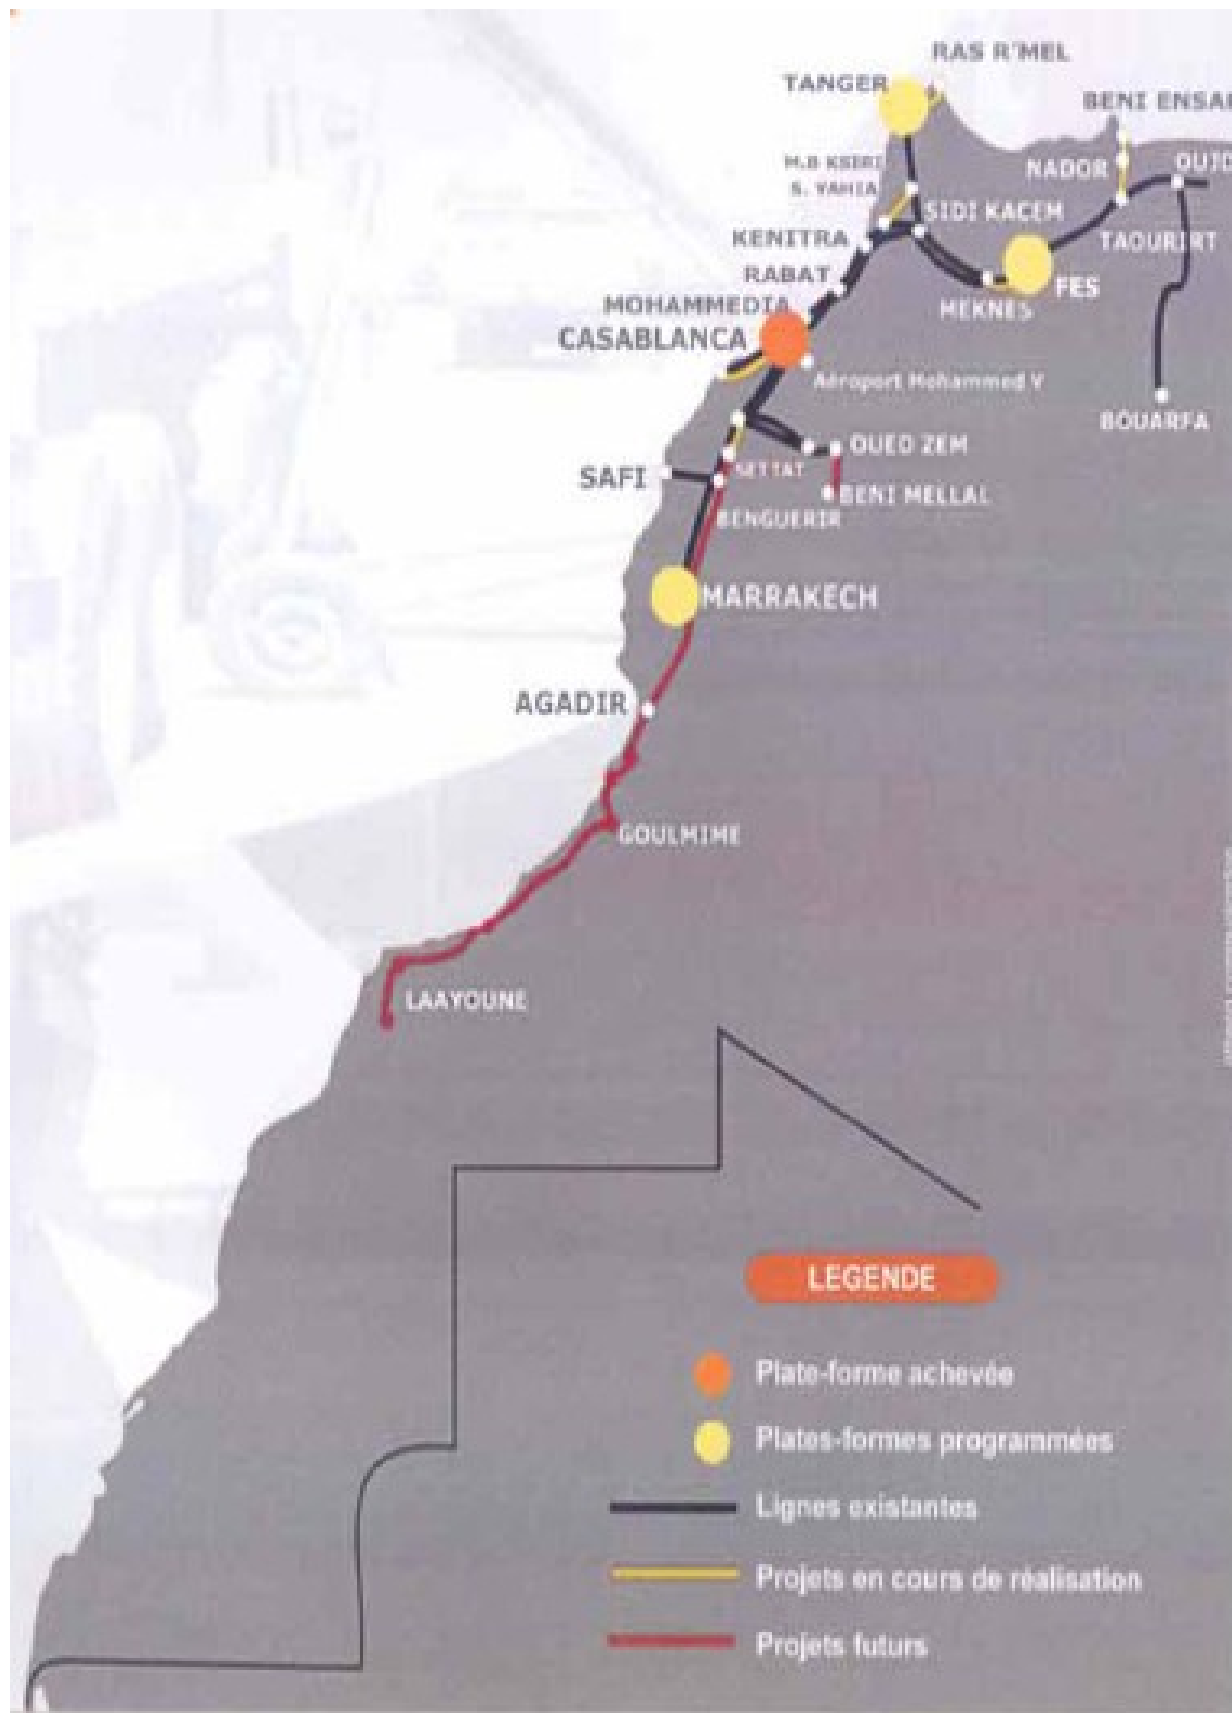 RAS R'MEL
TANGER
BENI ENSAR
M.B KSIRI
NADOR
OUJD
S. YAHIA
SIDI KACEM
KENITRA
TAOURIRT
RABAT
FES
MOHAMMEDIA
MEKNES
CASABLANCA
Aéroport Mohammed V
BOUARFA
OUED ZEM
SETTAT
SAFI
BENI MELLAL
BENGUERIR
MARRAKECH
AGADIR
GOULMIME
LAAYOUNE
LEGENDE
Plate-forme achevée
Plates-formes programmées
Lignes existantes
Projets en cours de réalisation
Projets futurs